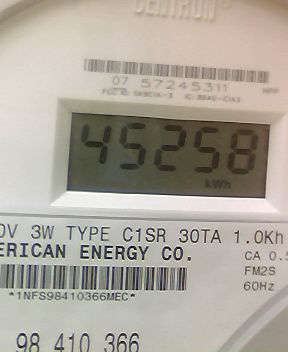 CENTRON®
07 57245311
HPP
45258
kWh
0V 3W TYPE C1SR 30TA 1.0Kh
ERICAN ENERGY CO.
CA 0.5
FM2S
*1NFS98410366MEC*
60Hz
98 410 366